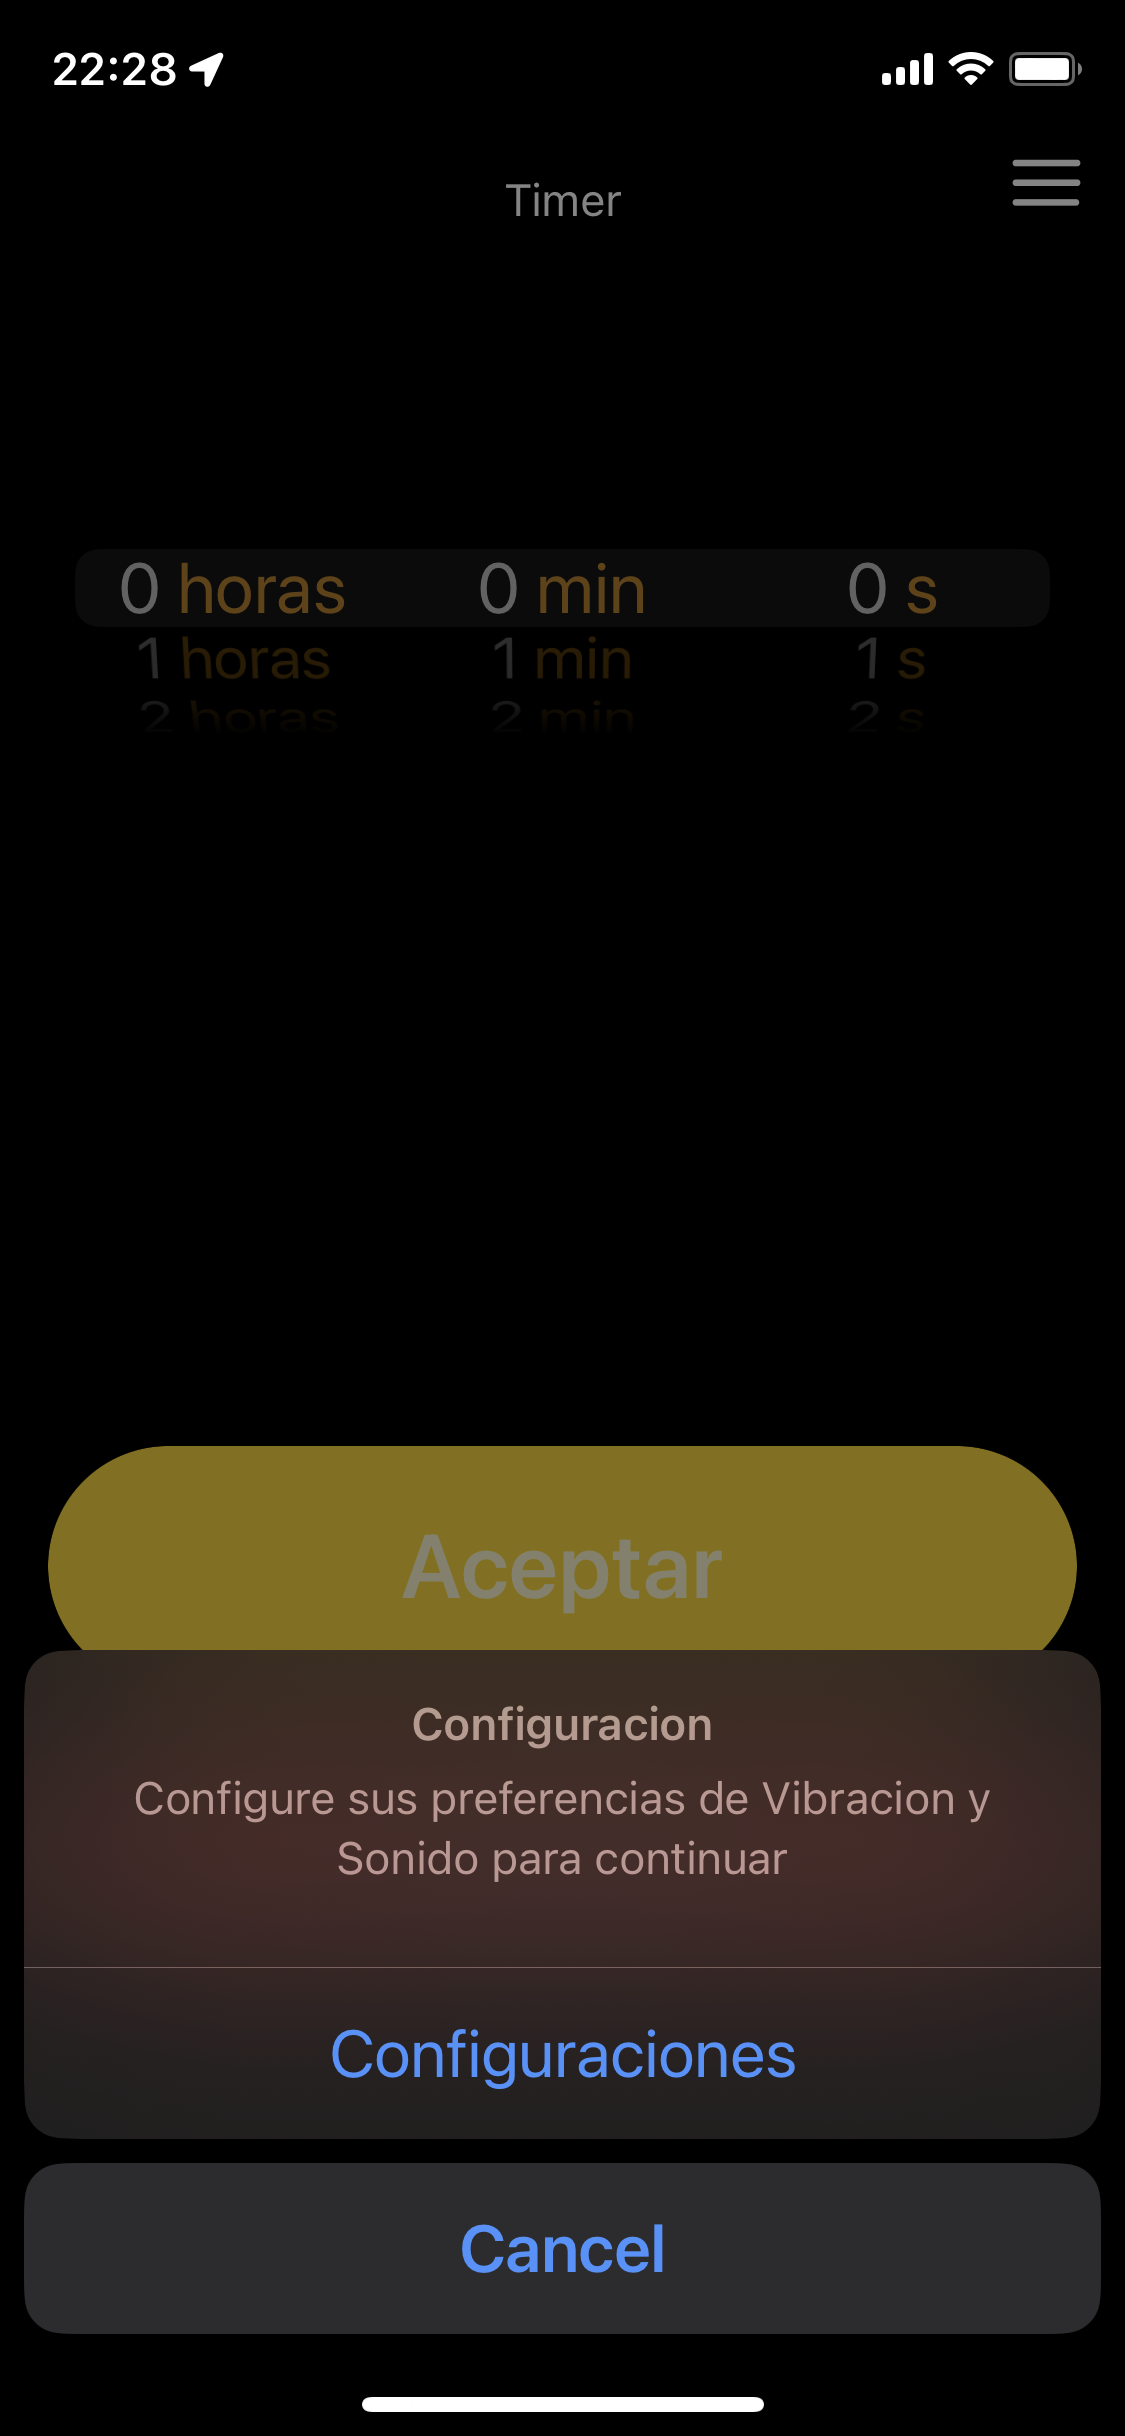 22:28
Timer
0 horas 0 min 0 s
1 horas 1 min 1 s
2 horas 2 min 2 s
Aceptar
Configuracion
Configure sus preferencias de Vibracion y
Sonido para continuar
Configuraciones
Cancel